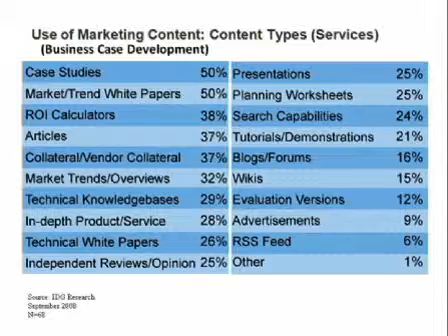 Use of Marketing Content: Content Types (Services)
(Business Case Development)
Case Studies 50%
Market/Trend White Papers 50%
ROI Calculators 38%
Articles 37%
Collateral/Vendor Collateral 37%
Market Trends/Overviews 32%
Technical Knowledgebases 29%
In-depth Product/Service 28%
Technical White Papers 26%
Independent Reviews/Opinion 25%
Presentations 25%
Planning Worksheets 25%
Search Capabilities 24%
Tutorials/Demonstrations 21%
Blogs/Forums 16%
Wikis 15%
Evaluation Versions 12%
Advertisements 9%
RSS Feed 6%
Other 1%
Source: IDG Research
September 2008
N=68